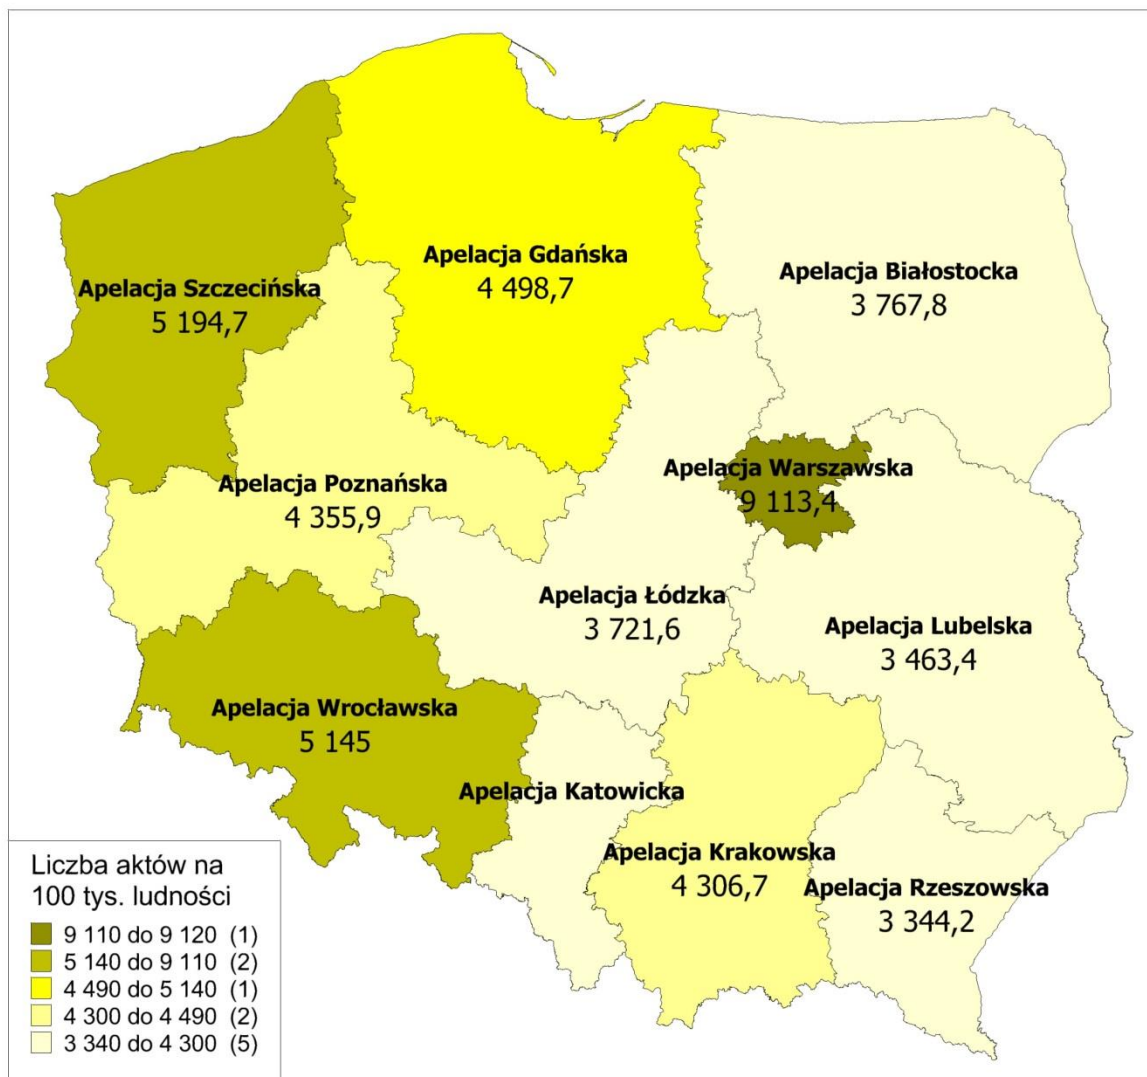 Apelacja Gdańska
4 498,7
Apelacja Białostocka
3 767,8
Apelacja Szczecińska
5 194,7
Apelacja Warszawska
9 113,4
Apelacja Poznańska
4 355,9
Apelacja Łódzka
3 721,6
Apelacja Lubelska
3 463,4
Apelacja Wrocławska
5 145
Apelacja Katowicka
Apelacja Krakowska
4 306,7
Apelacja Rzeszowska
3 344,2
Liczba aktów na
100 tys. ludności
9 110 do 9 120 (1)
5 140 do 9 110 (2)
4 490 do 5 140 (1)
4 300 do 4 490 (2)
3 340 do 4 300 (5)